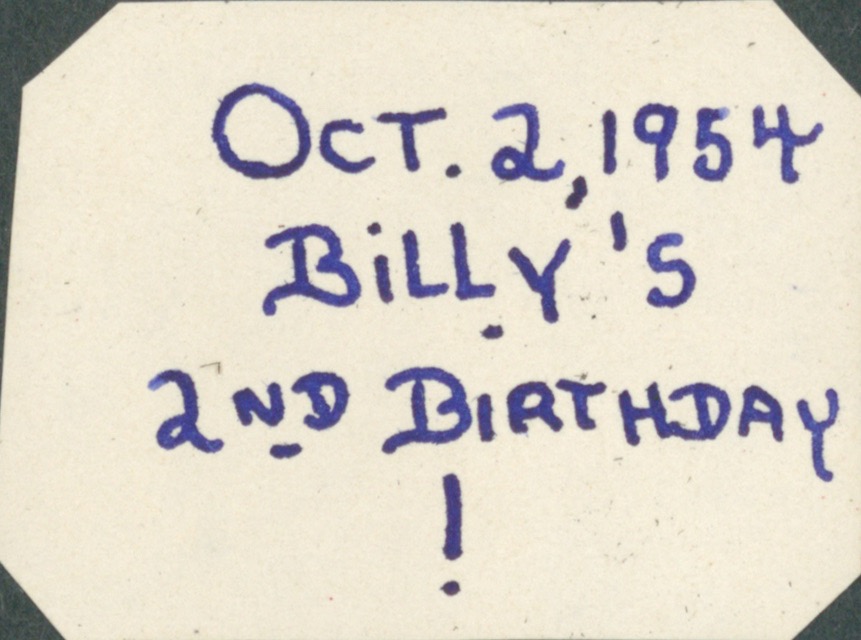 OCT. 2, 1954
BiLLY'S
2ND BIRTHDAY
!